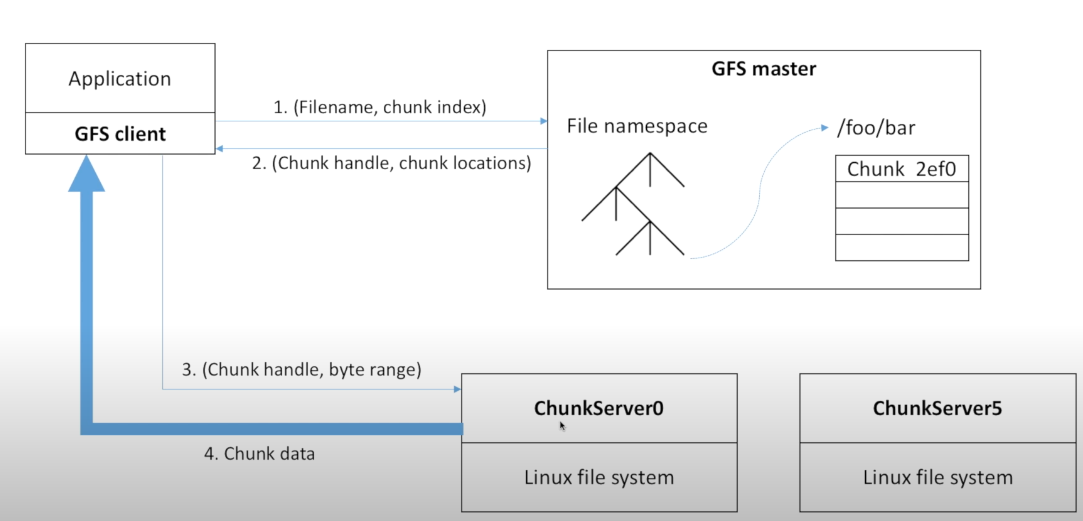 Application
GFS client
1. (Filename, chunk index)
2. (Chunk handle, chunk locations)
GFS master
File namespace
/foo/bar
Chunk 2ef0
3. (Chunk handle, byte range)
4. Chunk data
ChunkServer0
Linux file system
ChunkServer5
Linux file system